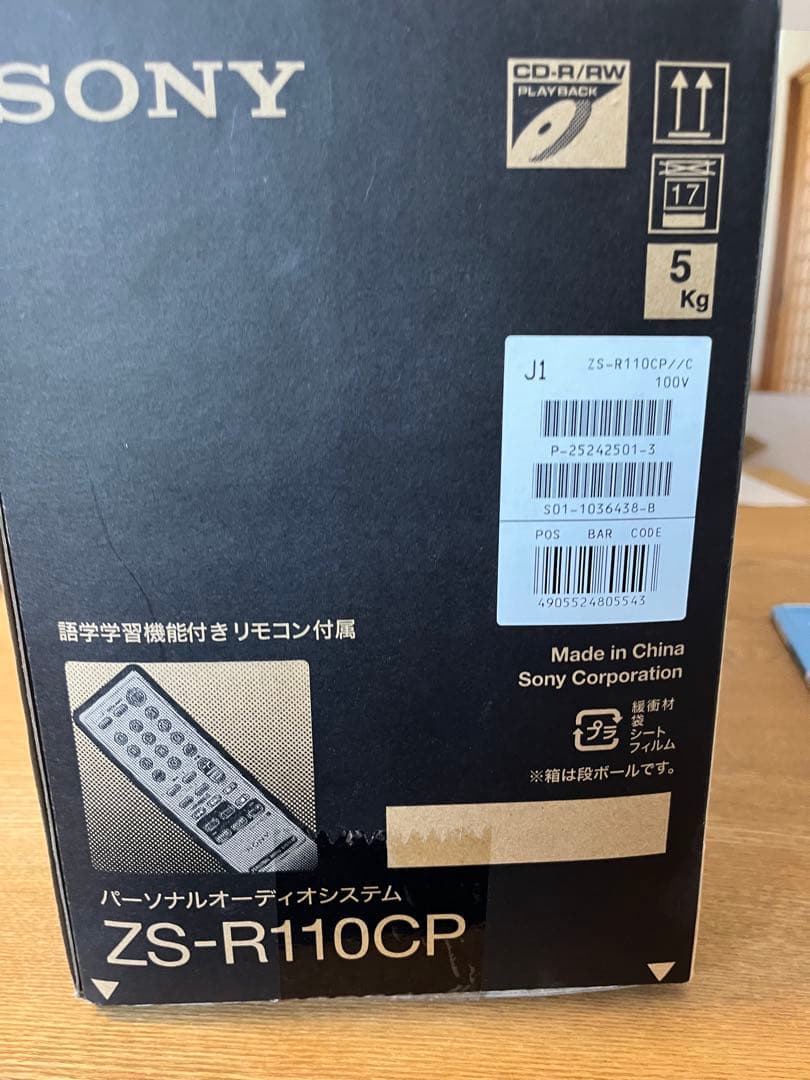 SONY
CD-R/RW
PLAYBACK
17
5
Kg
J1
ZS-R110CP//C
100V
P-25242501-3
S01-1036438-B
POS BAR CODE
4905524805543
語学学習機能付きリモコン付属
Made in China
Sony Corporation
プラ
緩衝材
袋
シート
フィルム
※箱は段ボールです。
SONY
パーソナルオーディオシステム
ZS-R110CP